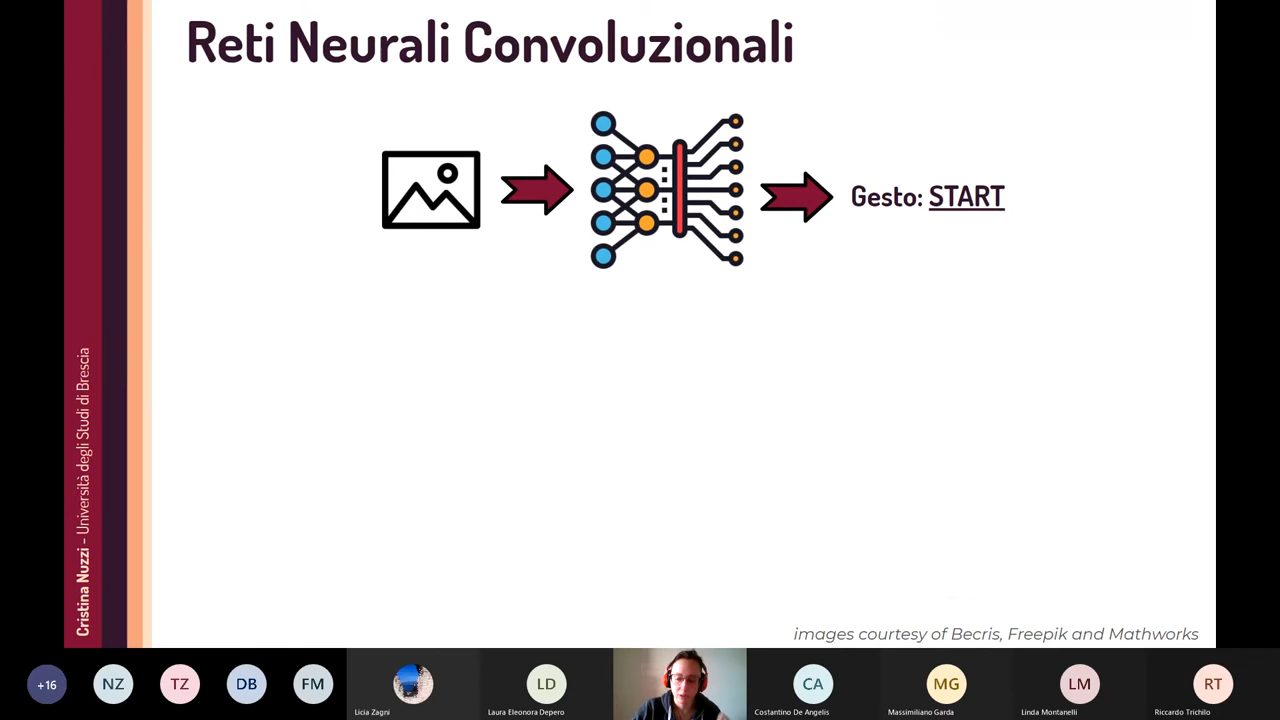 Reti Neurali Convoluzionali
Gesto: START
Cristina Nuzzi – Università degli Studi di Brescia
images courtesy of Becris, Freepik and Mathworks
+16
NZ
TZ
DB
FM
LD
CA
MG
LM
RT
Licia Zagni
Laura Eleonora Depero
Costantino De Angelis
Massimiliano Garda
Linda Montanelli
Riccardo Trichilo